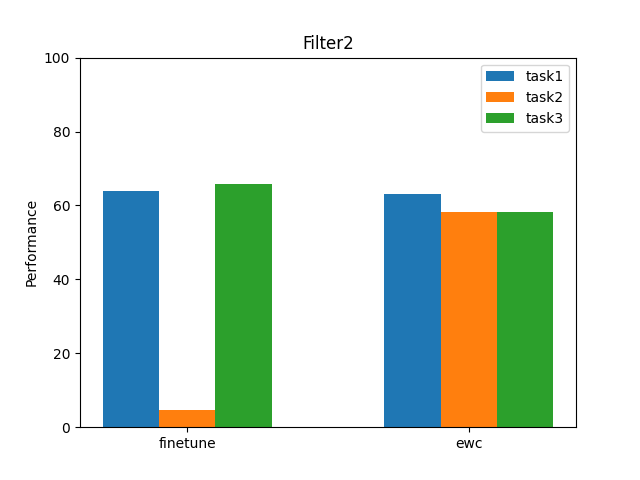 Filter2
task1
task2
task3
Performance
100
80
60
40
20
0
finetune
ewc